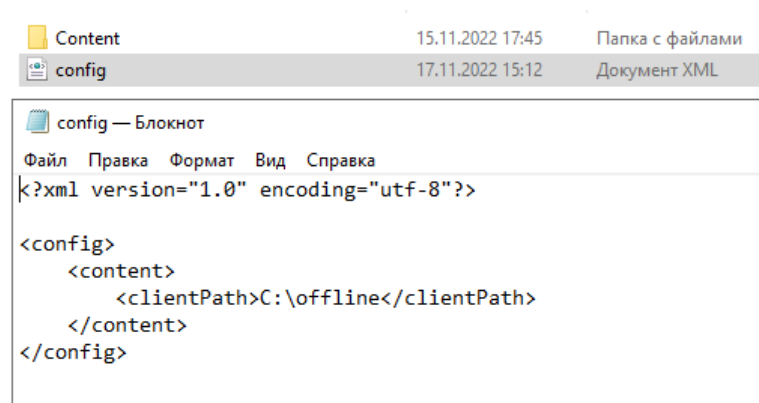 Content 15.11.2022 17:45 Папка с файлами
config 17.11.2022 15:12 Документ XML
config — Блокнот
Файл Правка Формат Вид Справка
<?xml version="1.0" encoding="utf-8"?>
<config>
    <content>
        <clientPath>C:\offline</clientPath>
    </content>
</config>